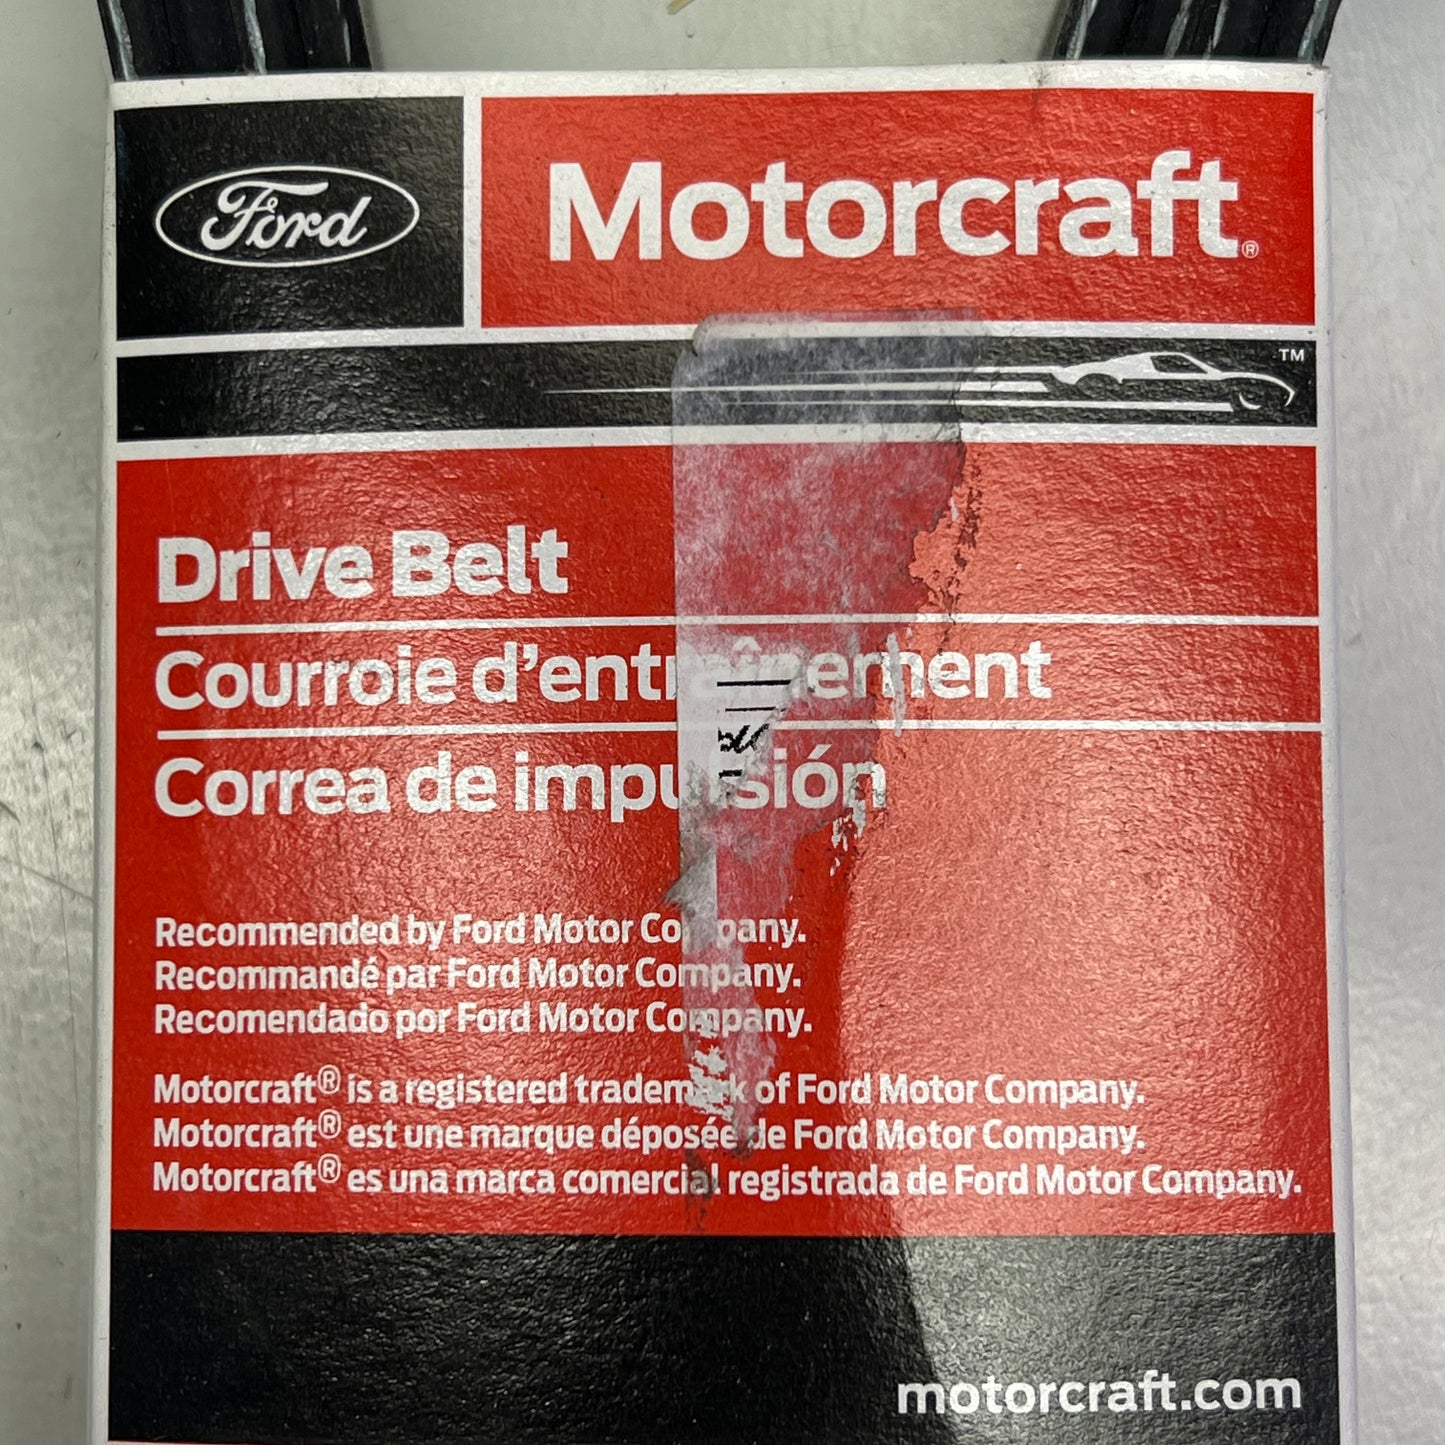 Ford
Motorcraft®
™
Drive Belt
Courroie d'entraînement
Correa de impulsión
Recommended by Ford Motor Company.
Recommandé par Ford Motor Company.
Recomendado por Ford Motor Company.
Motorcraft® is a registered trademark of Ford Motor Company.
Motorcraft® est une marque déposée de Ford Motor Company.
Motorcraft® es una marca comercial registrada de Ford Motor Company.
motorcraft.com